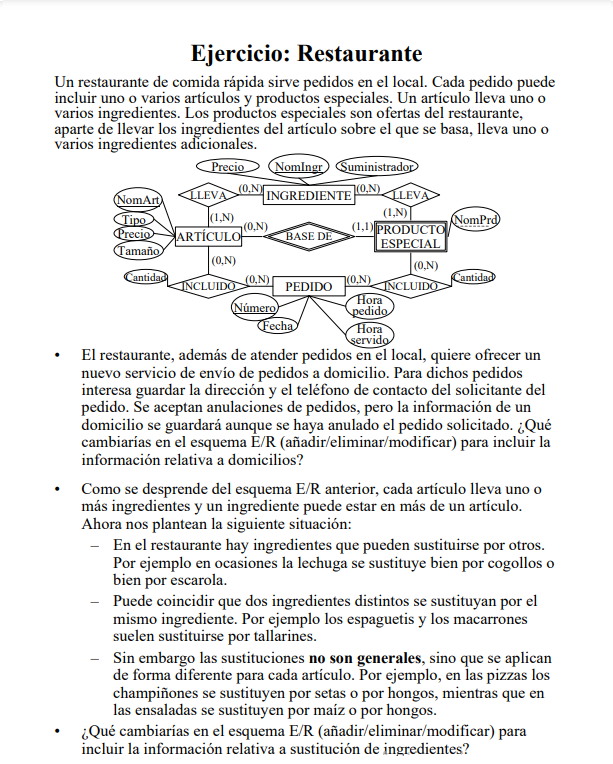 Ejercicio: Restaurante
Un restaurante de comida rápida sirve pedidos en el local. Cada pedido puede
incluir uno o varios artículos y productos especiales. Un artículo lleva uno o
varios ingredientes. Los productos especiales son ofertas del restaurante,
aparte de llevar los ingredientes del artículo sobre el que se basa, lleva uno o
varios ingredientes adicionales.
Precio NomIngr Suministrador
LLEVA (0,N) INGREDIENTE (0,N) LLEVA
NomArt
Tipo
Precio
Tamaño
(1,N) (1,N)
ARTÍCULO (0,N) BASE DE (1,1) PRODUCTO
ESPECIAL
NomPrd
(0,N) (0,N)
Cantidad INCLUIDO (0,N) PEDIDO (0,N) INCLUIDO Cantidad
Número
Fecha
Hora
pedido
Hora
servido
• El restaurante, además de atender pedidos en el local, quiere ofrecer un
nuevo servicio de envío de pedidos a domicilio. Para dichos pedidos
interesa guardar la dirección y el teléfono de contacto del solicitante del
pedido. Se aceptan anulaciones de pedidos, pero la información de un
domicilio se guardará aunque se haya anulado el pedido solicitado. ¿Qué
cambiarías en el esquema E/R (añadir/eliminar/modificar) para incluir la
información relativa a domicilios?
• Como se desprende del esquema E/R anterior, cada artículo lleva uno o
más ingredientes y un ingrediente puede estar en más de un artículo.
Ahora nos plantean la siguiente situación:
– En el restaurante hay ingredientes que pueden sustituirse por otros.
Por ejemplo en ocasiones la lechuga se sustituye bien por cogollos o
bien por escarola.
– Puede coincidir que dos ingredientes distintos se sustituyan por el
mismo ingrediente. Por ejemplo los espaguetis y los macarrones
suelen sustituirse por tallarines.
– Sin embargo las sustituciones no son generales, sino que se aplican
de forma diferente para cada artículo. Por ejemplo, en las pizzas los
champiñones se sustituyen por setas o por hongos, mientras que en
las ensaladas se sustituyen por maíz o por hongos.
• ¿Qué cambiarías en el esquema E/R (añadir/eliminar/modificar) para
incluir la información relativa a sustitución de ingredientes?